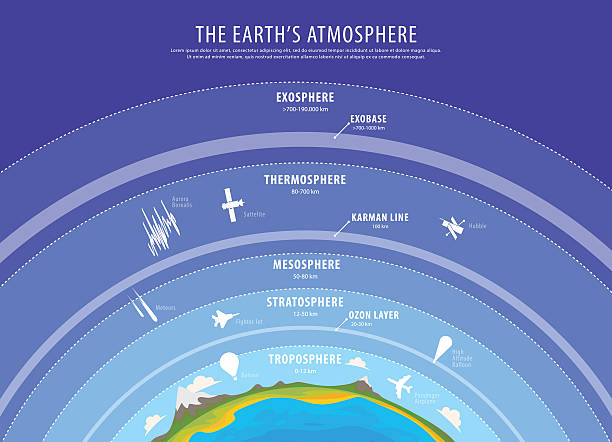 THE EARTH'S ATMOSPHERE
Lorem ipsum dolor sit amet, consectetur adipiscing elit, sed do eiusmod tempor incididunt ut labore et dolore magna aliqua.
Ut enim ad minim veniam, quis nostrud exercitation ullamco laboris nisi ut aliquip ex ea commodo consequat.
EXOSPHERE
>700-190.000 km
EXOBASE
>700-1000 km
THERMOSPHERE
80-700 km
Aurora
Borealis
Sattelite
KARMAN LINE
100 km
Hubble
MESOSPHERE
50-80 km
Meteors
STRATOSPHERE
12-50 km
OZON LAYER
20-30 km
Fighter Jet
High
Altitude
Balloon
TROPOSPHERE
0-12 km
Balloon
Passenger
Airplane